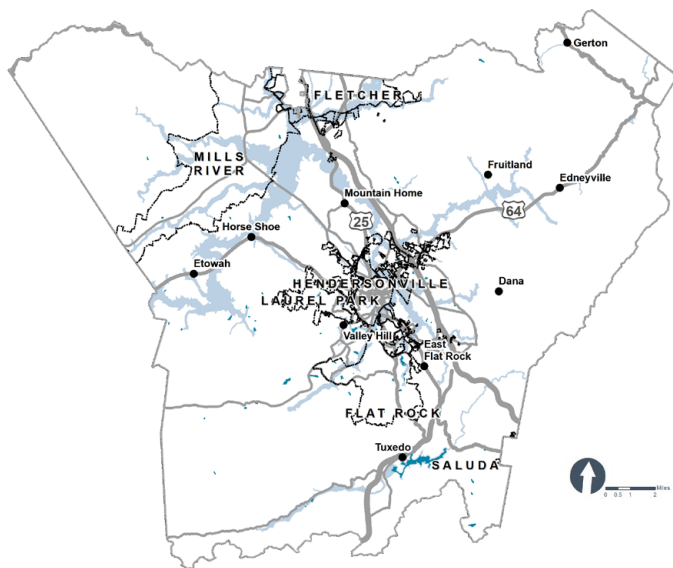 Gerton
FLETCHER
MILLS
RIVER
Fruitland
Edneyville
Mountain Home
25
64
Horse Shoe
Etowah
HENDERSONVILLE
Dana
LAUREL PARK
Valley Hill
East
Flat Rock
FLAT ROCK
Tuxedo
SALUDA
Miles
0 0.5 1 2